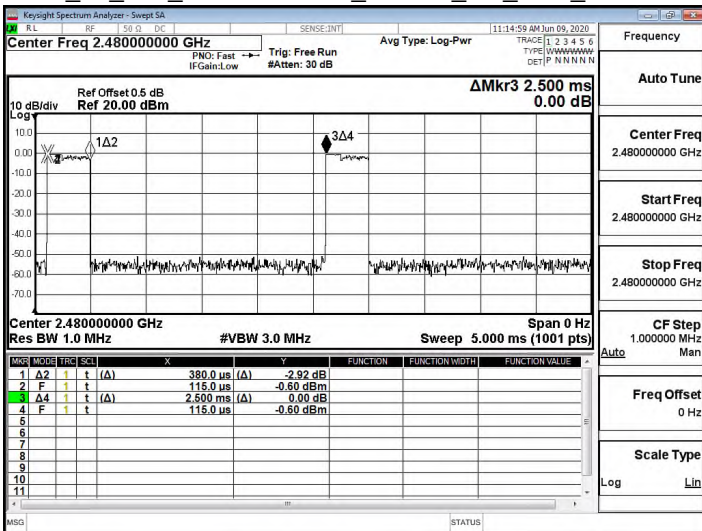 Keysight Spectrum Analyzer - Swept SA
RL RF 50 Ω DC SENSE:INT 11:14:59 AM Jun 09, 2020
Center Freq 2.480000000 GHz
PNO: Fast
IFGain:Low
Trig: Free Run
#Atten: 30 dB
Avg Type: Log-Pwr
TRACE 1 2 3 4 5 6
TYPE WWWWWW
DET P N N N N N
Ref Offset 0.5 dB
10 dB/div Ref 20.00 dBm
Log
ΔMkr3 2.500 ms
0.00 dB
10.0
0.00
-10.0
-20.0
-30.0
-40.0
-50.0
-60.0
-70.0
1Δ2
3Δ4
Center 2.480000000 GHz Span 0 Hz
Res BW 1.0 MHz #VBW 3.0 MHz Sweep 5.000 ms (1001 pts)
MKR MODE TRC SCL X Y FUNCTION FUNCTION WIDTH FUNCTION VALUE
1 Δ2 1 t (Δ) 380.0 µs (Δ) -2.92 dB
2 F 1 t 115.0 µs -0.60 dBm
3 Δ4 1 t (Δ) 2.500 ms (Δ) 0.00 dB
4 F 1 t 115.0 µs -0.60 dBm
5
6
7
8
9
10
11
MSG STATUS
Frequency
Auto Tune
Center Freq
2.480000000 GHz
Start Freq
2.480000000 GHz
Stop Freq
2.480000000 GHz
CF Step
1.000000 MHz
Auto Man
Freq Offset
0 Hz
Scale Type
Log Lin